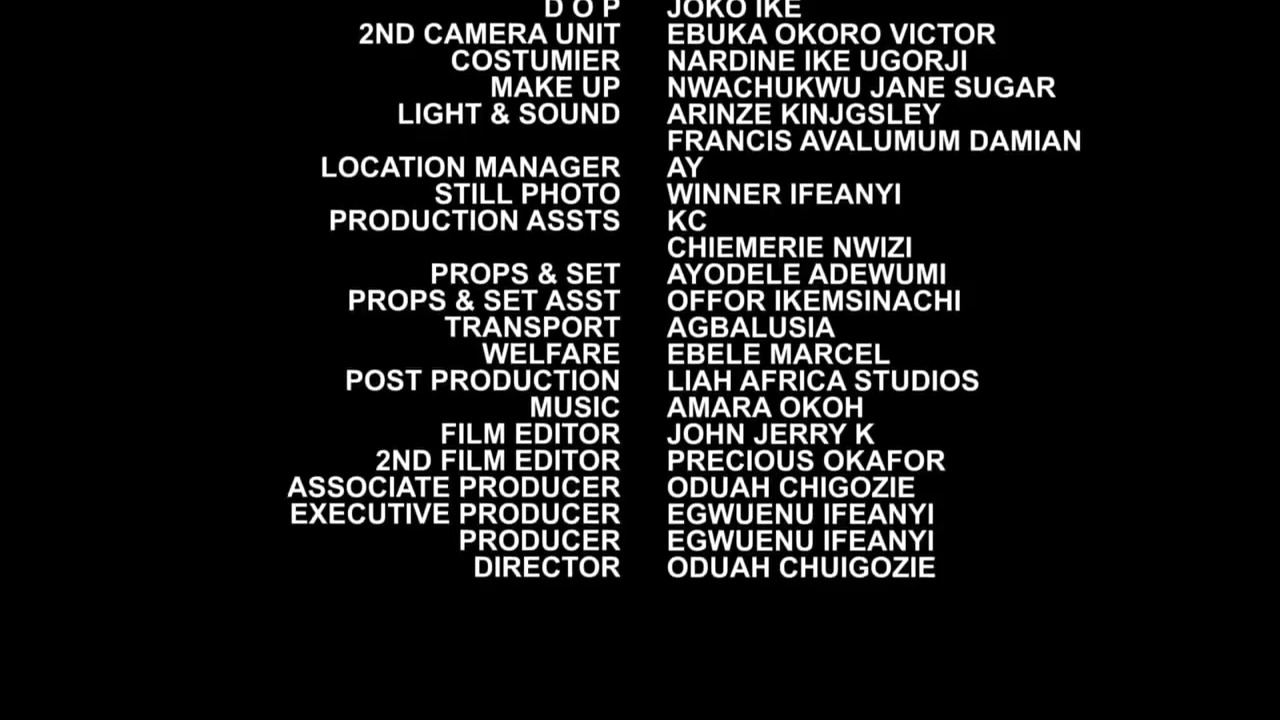 D O P JOKO IKE
2ND CAMERA UNIT EBUKA OKORO VICTOR
COSTUMIER NARDINE IKE UGORJI
MAKE UP NWACHUKWU JANE SUGAR
LIGHT & SOUND ARINZE KINJGSLEY
FRANCIS AVALUMUM DAMIAN
LOCATION MANAGER AY
STILL PHOTO WINNER IFEANYI
PRODUCTION ASSTS KC
CHIEMERIE NWIZI
PROPS & SET AYODELE ADEWUMI
PROPS & SET ASST OFFOR IKEMSINACHI
TRANSPORT AGBALUSIA
WELFARE EBELE MARCEL
POST PRODUCTION LIAH AFRICA STUDIOS
MUSIC AMARA OKOH
FILM EDITOR JOHN JERRY K
2ND FILM EDITOR PRECIOUS OKAFOR
ASSOCIATE PRODUCER ODUAH CHIGOZIE
EXECUTIVE PRODUCER EGWUENU IFEANYI
PRODUCER EGWUENU IFEANYI
DIRECTOR ODUAH CHUIGOZIE